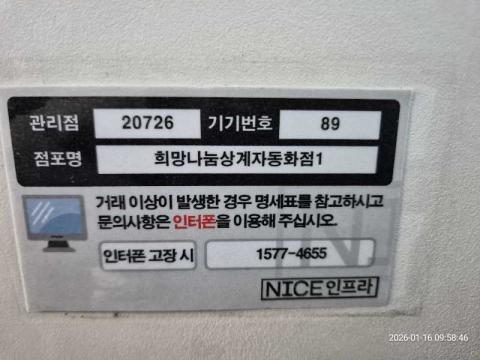 관리점 20726 기기번호 89
점포명 희망나눔상계자동화점1
거래 이상이 발생한 경우 명세표를 참고하시고
문의사항은 인터폰을 이용해 주십시오.
인터폰 고장 시 1577-4655
NICE인프라
2026-01-16 09:58:46